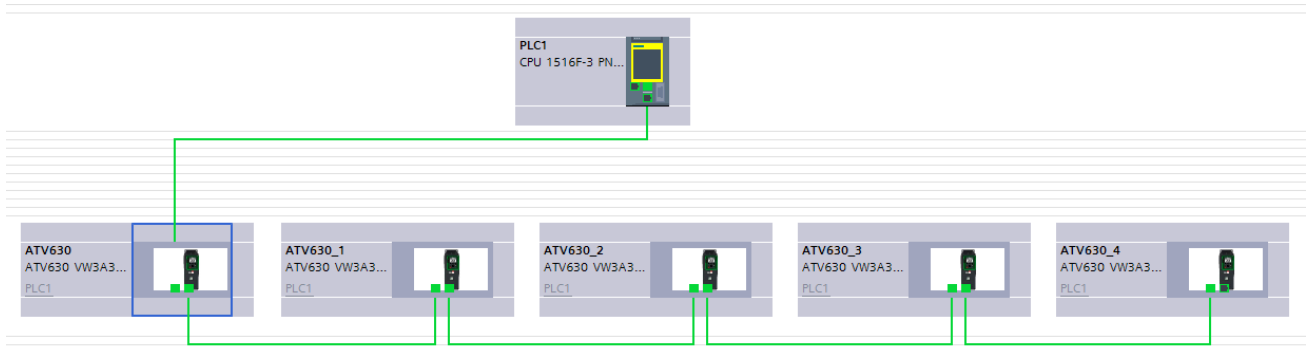 PLC1
CPU 1516F-3 PN...
ATV630
ATV630 VW3A3...
PLC1
ATV630_1
ATV630 VW3A3...
PLC1
ATV630_2
ATV630 VW3A3...
PLC1
ATV630_3
ATV630 VW3A3...
PLC1
ATV630_4
ATV630 VW3A3...
PLC1